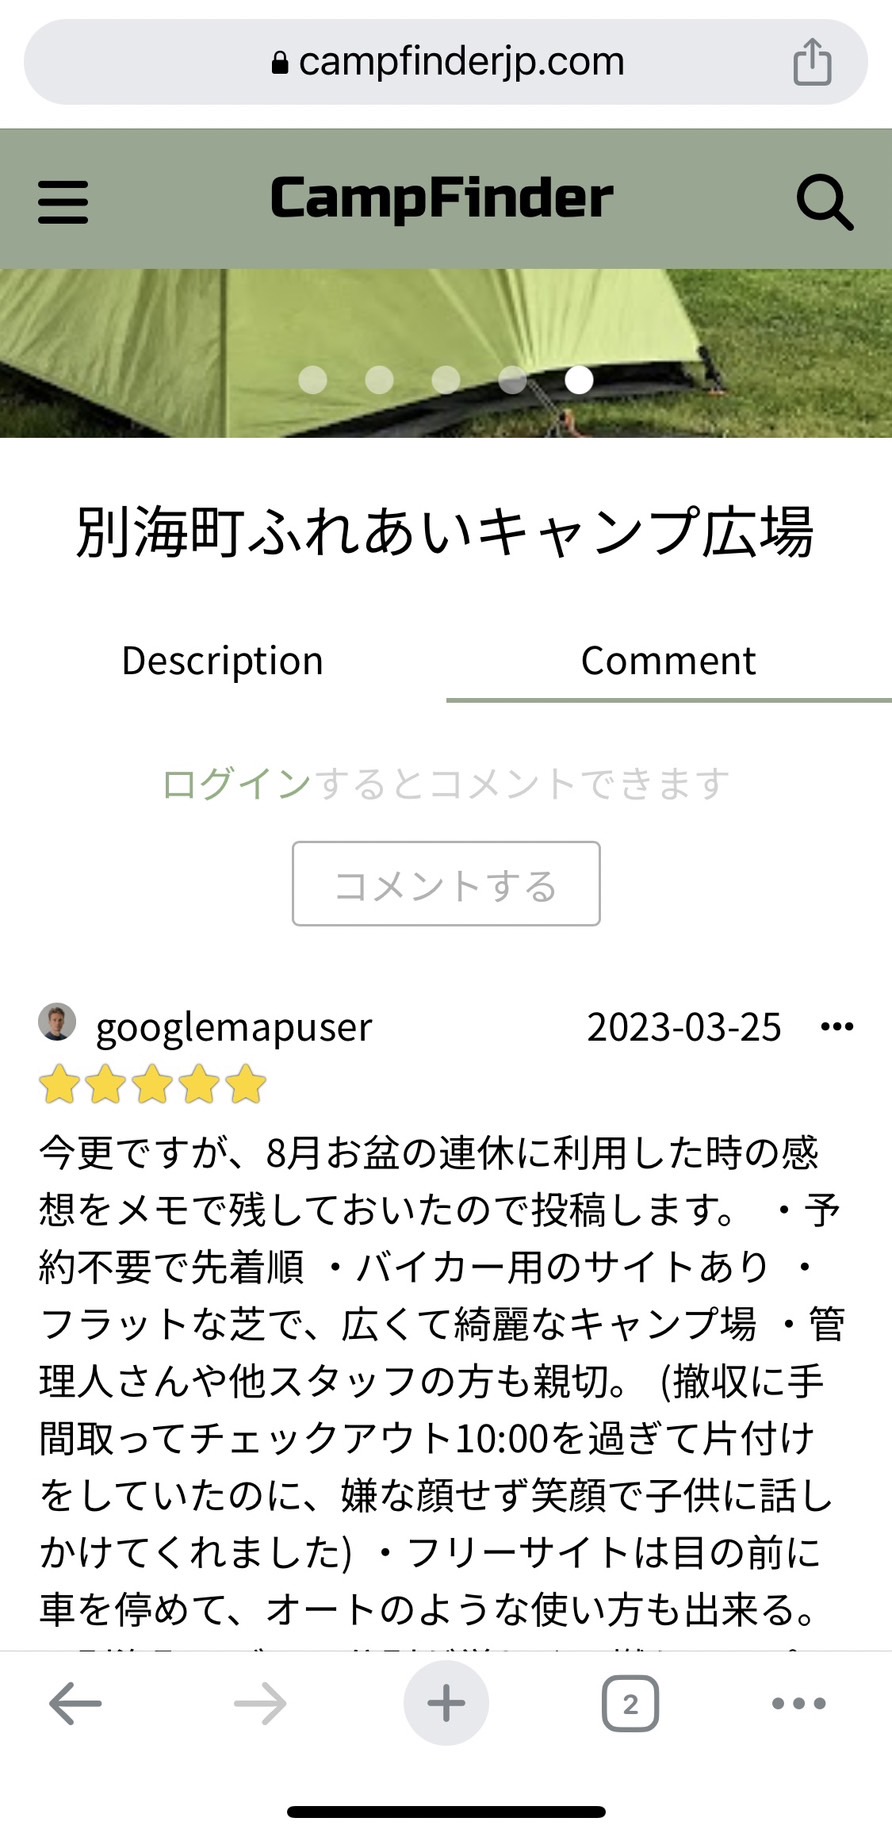 campfinderjp.com
CampFinder
別海町ふれあいキャンプ広場
Description Comment
ログインするとコメントできます
コメントする
googlemapuser 2023-03-25
今更ですが、8月お盆の連休に利用した時の感
想をメモで残しておいたので投稿します。 ・予
約不要で先着順 ・バイカー用のサイトあり ・
フラットな芝で、広くて綺麗なキャンプ場 ・管
理人さんや他スタッフの方も親切。 (撤収に手
間取ってチェックアウト10:00を過ぎて片付け
をしていたのに、嫌な顔せず笑顔で子供に話し
かけてくれました) ・フリーサイトは目の前に
車を停めて、オートのような使い方も出来る。
2